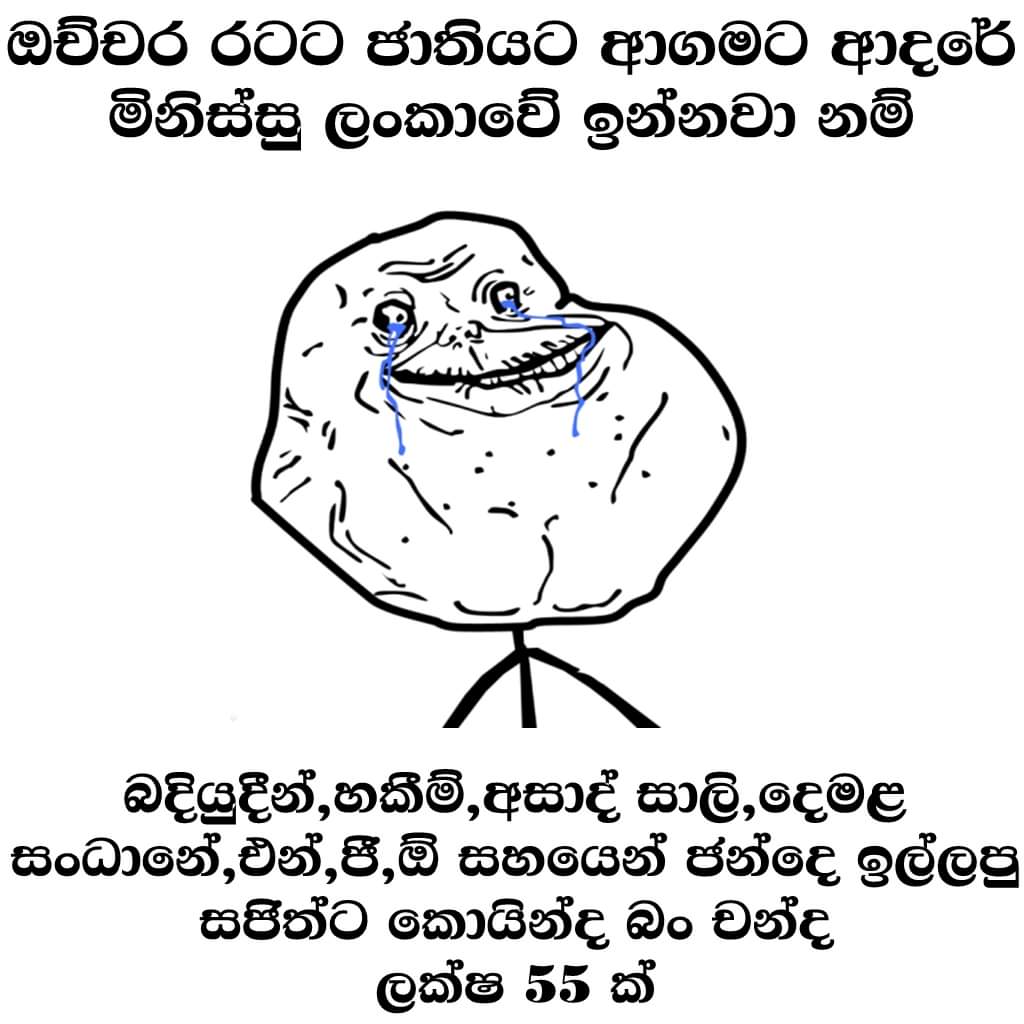 ඔච්චර රටට ජාතියට ආගමට ආදරේ
මිනිස්සු ලංකාවේ ඉන්නවා නම්
බදියුදීන්,හකීම්,අසාද් සාලි,දෙමළ
සංධානේ,එන්,ජී,ඕ සහයෙන් ඡන්දෙ ඉල්ලපු
සජිත්ට කොයින්ද බං චන්ද
ලක්ෂ 55 ක්